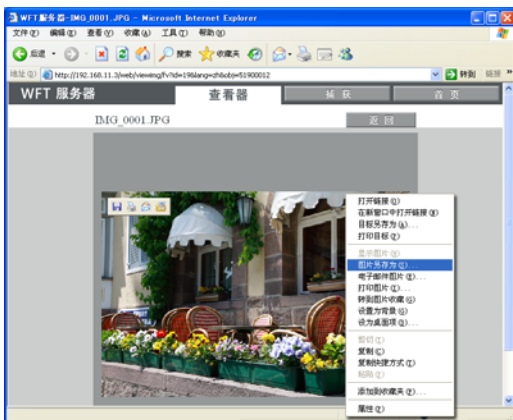 WFT 服务器-IMG_0001.JPG - Microsoft Internet Explorer
文件(F) 编辑(E) 查看(V) 收藏(A) 工具(T) 帮助(H)
后退 搜索 收藏夹
地址(D) http://192.168.11.3/web/viewimg/fv?id=196lang=zh&obj=51900012 转到 链接 »
WFT 服务器 查看器 捕获 首页
IMG_0001.JPG 返回
打开链接(O)
在新窗口中打开链接(N)
目标另存为(A)...
打印目标(P)
显示图片(H)
图片另存为(S)...
电子邮件图片(E)...
打印图片(I)...
转到图片收藏(G)
设置为背景(G)
设为桌面项(D)...
剪切(T)
复制(C)
复制快捷方式(T)
粘贴(P)
添加到收藏夹(F)...
属性(P)